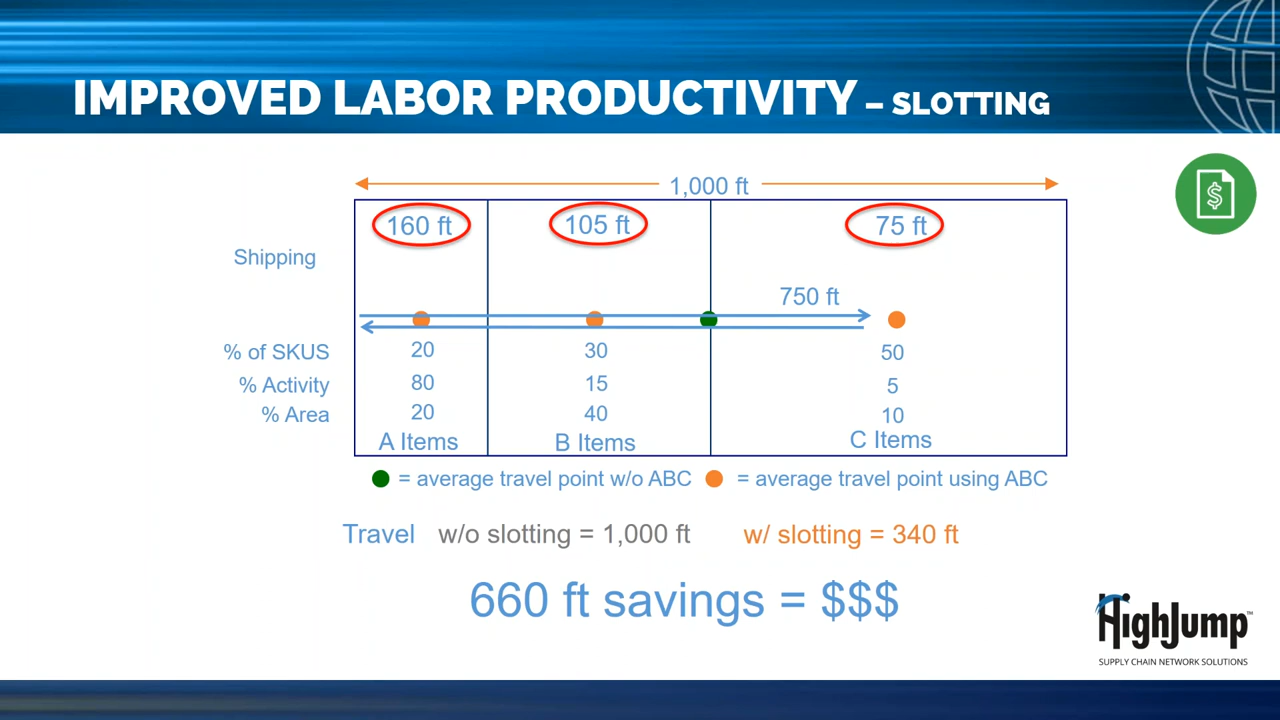 IMPROVED LABOR PRODUCTIVITY – SLOTTING
1,000 ft
160 ft 105 ft 75 ft
Shipping
750 ft
% of SKUS 20 30 50
% Activity 80 15 5
% Area 20 40 10
A Items B Items C Items
= average travel point w/o ABC = average travel point using ABC
Travel w/o slotting = 1,000 ft w/ slotting = 340 ft
660 ft savings = $$$
HighJump™
SUPPLY CHAIN NETWORK SOLUTIONS
$